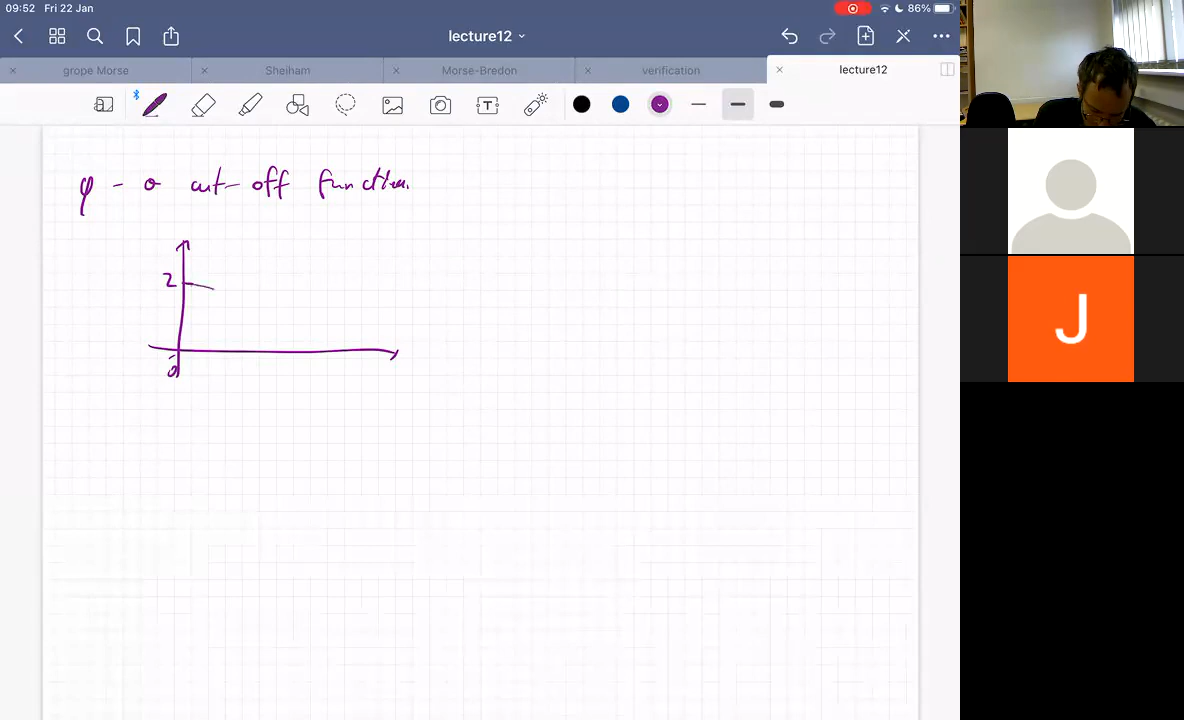 09:52 Fri 22 Jan 86%
lecture12
grope Morse Sheiham Morse-Bredon verification lecture12
T
φ - a cut-off function.
2
0
J